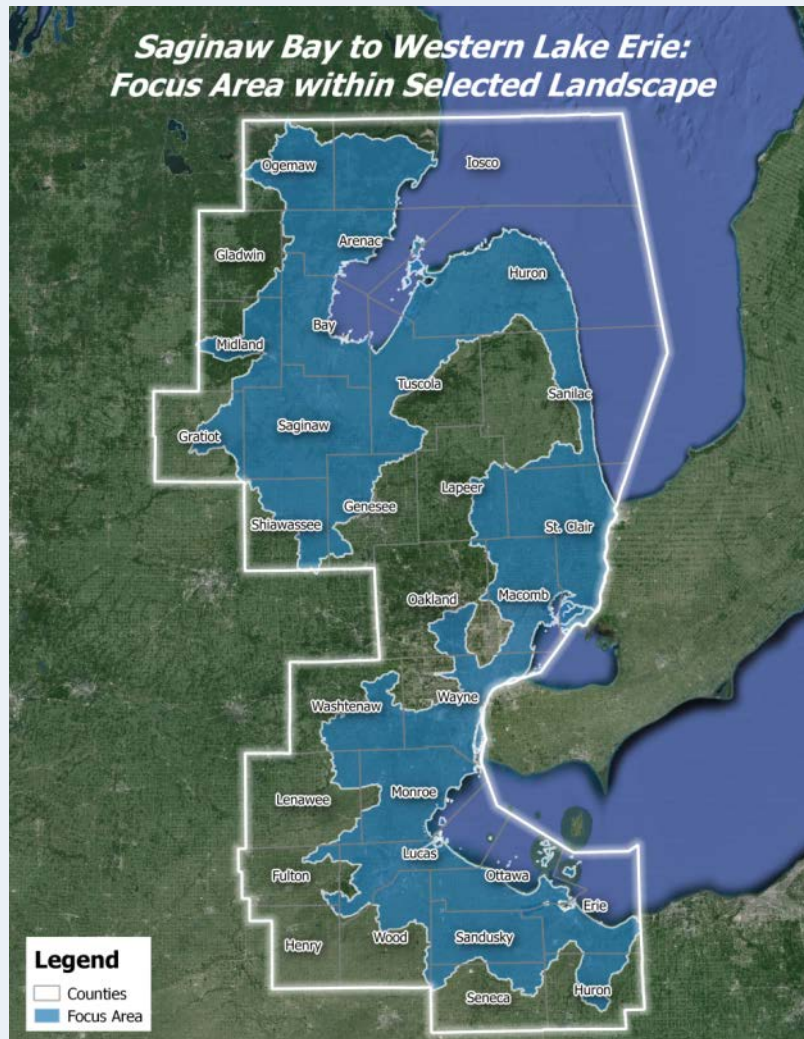 Saginaw Bay to Western Lake Erie:
Focus Area within Selected Landscape
Ogemaw
Iosco
Arenac
Gladwin
Huron
Bay
Midland
Tuscola
Sanilac
Saginaw
Gratiot
Lapeer
Genesee
Shiawassee
St. Clair
Macomb
Oakland
Wayne
Washtenaw
Monroe
Lenawee
Lucas
Ottawa
Fulton
Erie
Wood
Sandusky
Henry
Huron
Seneca
Legend
Counties
Focus Area